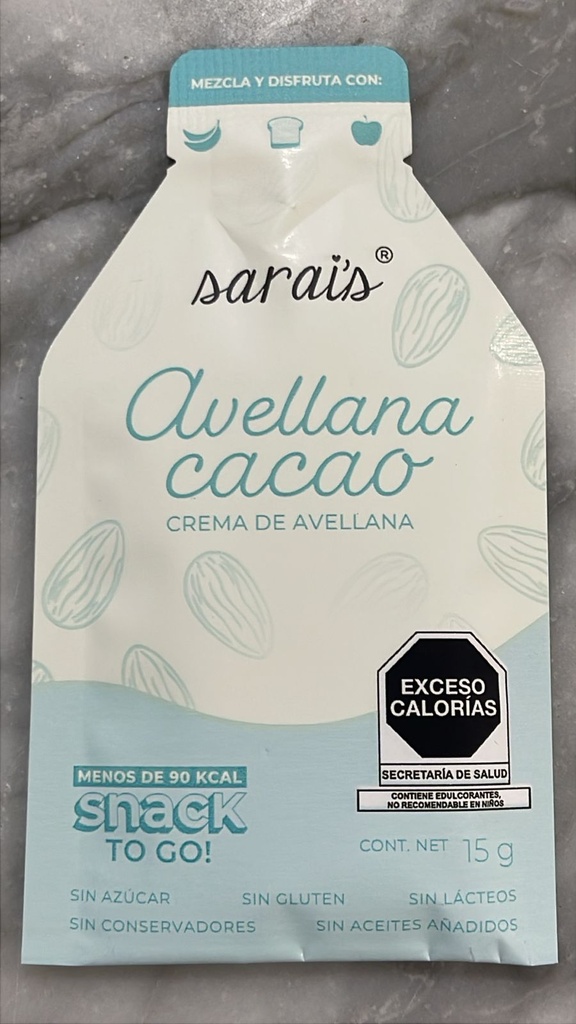 MEZCLA Y DISFRUTA CON:
saraïs®
Avellana
cacao
CREMA DE AVELLANA
EXCESO
CALORÍAS
SECRETARÍA DE SALUD
CONTIENE EDULCORANTES,
NO RECOMENDABLE EN NIÑOS
MENOS DE 90 KCAL
snack
TO GO!
CONT. NET 15 g
SIN AZÚCAR SIN GLUTEN SIN LÁCTEOS
SIN CONSERVADORES SIN ACEITES AÑADIDOS